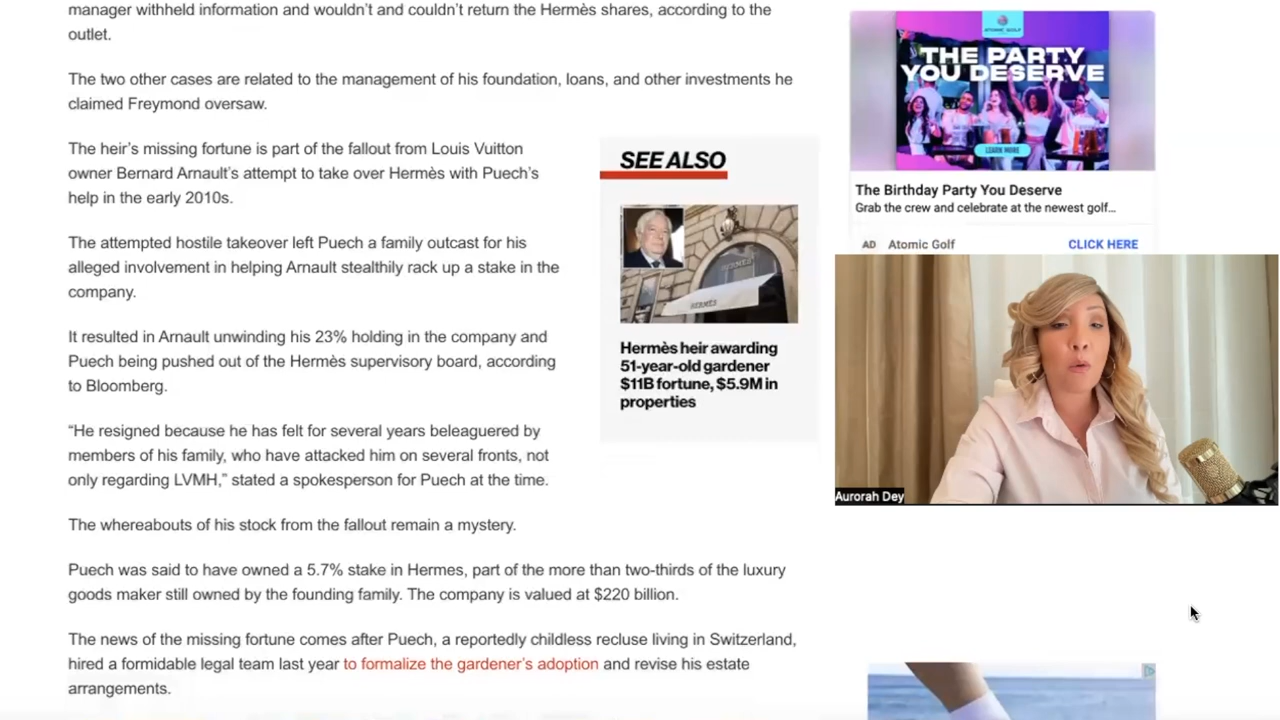 manager withheld information and wouldn't and couldn't return the Hermès shares, according to the
outlet.
The two other cases are related to the management of his foundation, loans, and other investments he
claimed Freymond oversaw.
The heir's missing fortune is part of the fallout from Louis Vuitton
owner Bernard Arnault's attempt to take over Hermès with Puech's
help in the early 2010s.
The attempted hostile takeover left Puech a family outcast for his
alleged involvement in helping Arnault stealthily rack up a stake in the
company.
It resulted in Arnault unwinding his 23% holding in the company and
Puech being pushed out of the Hermès supervisory board, according
to Bloomberg.
“He resigned because he has felt for several years beleaguered by
members of his family, who have attacked him on several fronts, not
only regarding LVMH,” stated a spokesperson for Puech at the time.
The whereabouts of his stock from the fallout remain a mystery.
Puech was said to have owned a 5.7% stake in Hermes, part of the more than two-thirds of the luxury
goods maker still owned by the founding family. The company is valued at $220 billion.
The news of the missing fortune comes after Puech, a reportedly childless recluse living in Switzerland,
hired a formidable legal team last year to formalize the gardener's adoption and revise his estate
arrangements.
SEE ALSO
HERMÈS
HERMÈS
Hermès heir awarding
51-year-old gardener
$11B fortune, $5.9M in
properties
ATOMIC GOLF
THE PARTY
YOU DESERVE
LEARN MORE
The Birthday Party You Deserve
Grab the crew and celebrate at the newest golf…
AD Atomic Golf CLICK HERE
Aurorah Dey